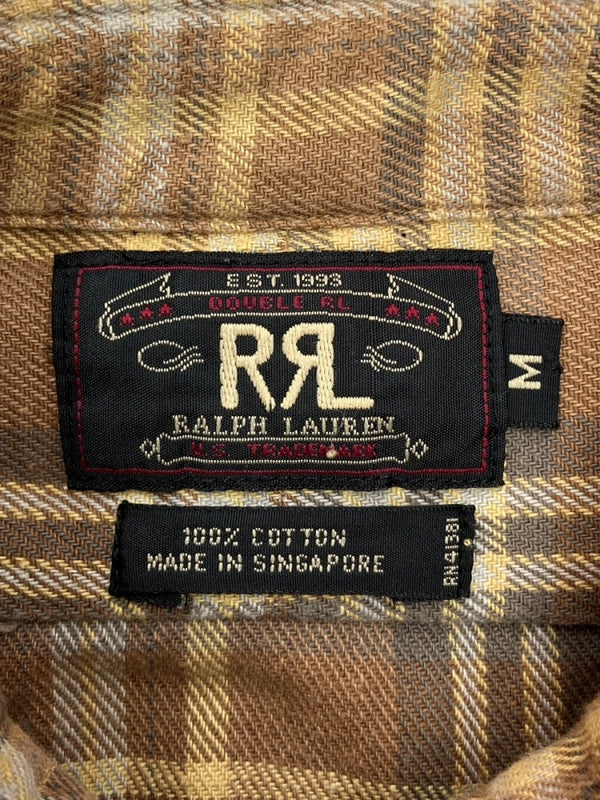 EST. 1993
DOUBLE RL
RRL
RALPH LAUREN
U.S. TRADEMARK
M
100% COTTON
MADE IN SINGAPORE
RN41381